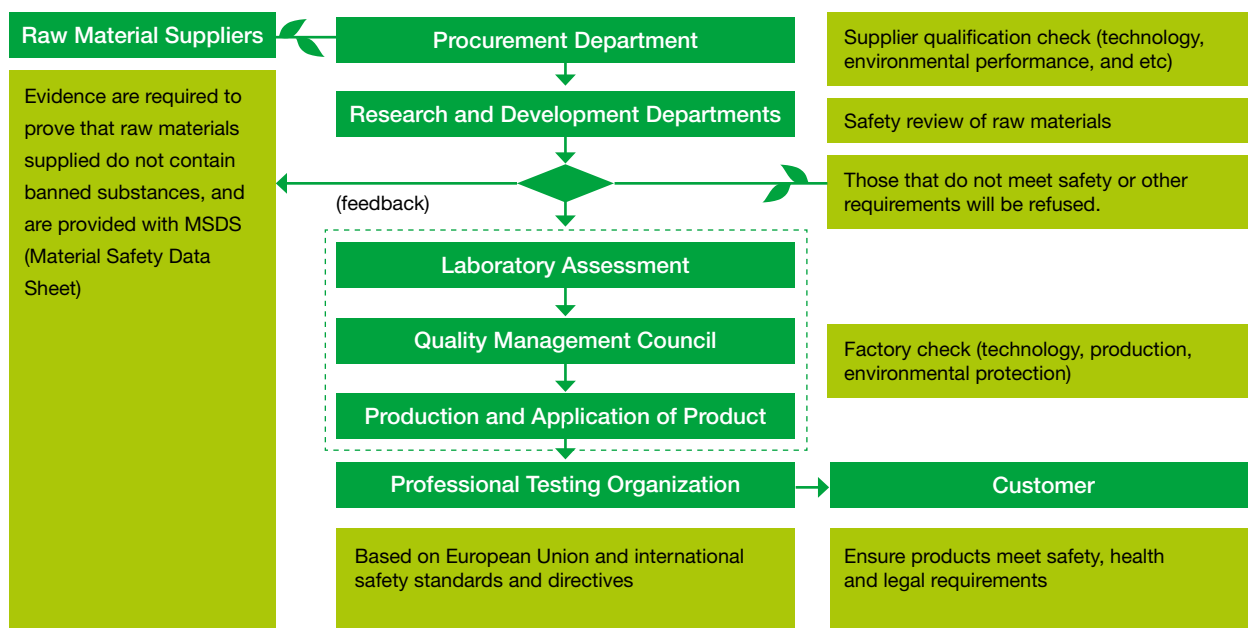 Raw Material Suppliers
Evidence are required to
prove that raw materials
supplied do not contain
banned substances, and
are provided with MSDS
(Material Safety Data
Sheet)
Procurement Department
Supplier qualification check (technology,
environmental performance, and etc)
Research and Development Departments
Safety review of raw materials
(feedback)
Those that do not meet safety or other
requirements will be refused.
Laboratory Assessment
Quality Management Council
Factory check (technology, production,
environmental protection)
Production and Application of Product
Professional Testing Organization
Customer
Based on European Union and international
safety standards and directives
Ensure products meet safety, health
and legal requirements